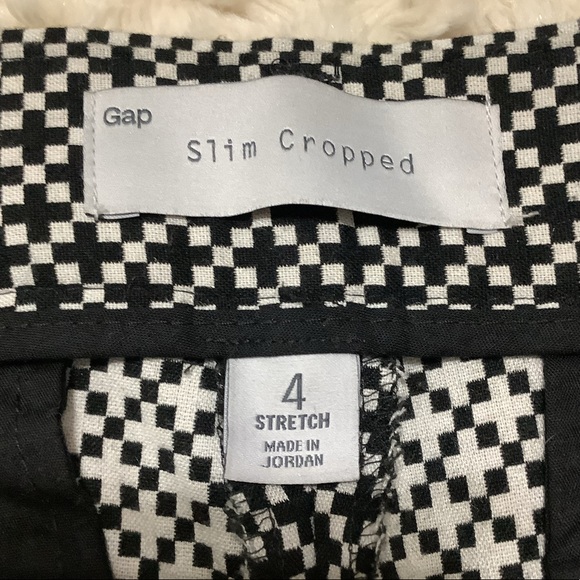 Gap
Slim Cropped
4
STRETCH
MADE IN
JORDAN